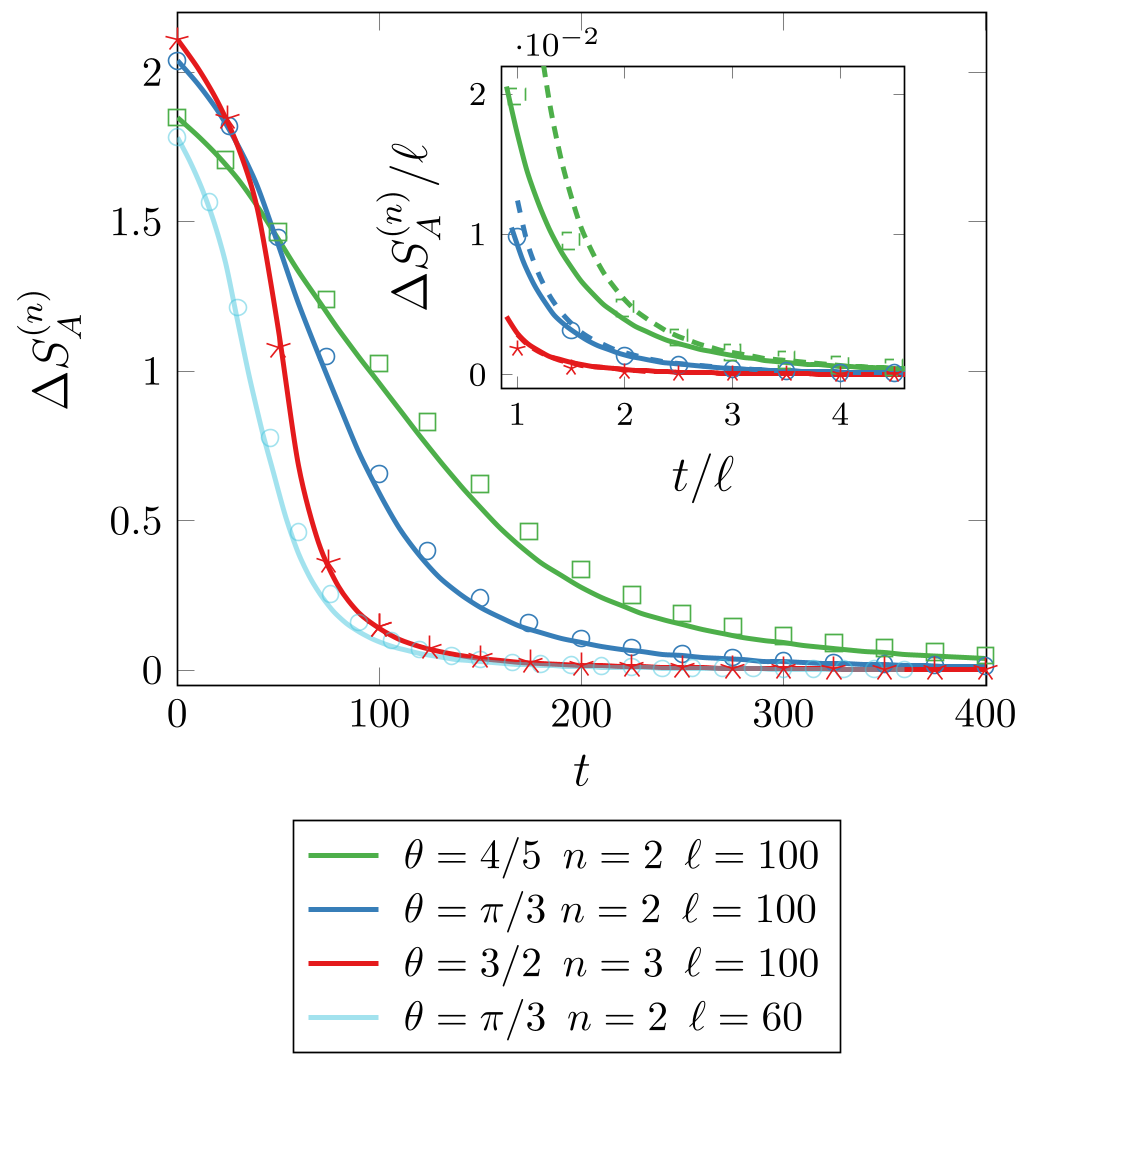 ΔS_A^{(n)}
2
1.5
1
0.5
0
0
100
200
300
400
t
·10^{−2}
ΔS_A^{(n)}/ℓ
2
1
0
1
2
3
4
t/ℓ
θ = 4/5 n = 2 ℓ = 100
θ = π/3 n = 2 ℓ = 100
θ = 3/2 n = 3 ℓ = 100
θ = π/3 n = 2 ℓ = 60